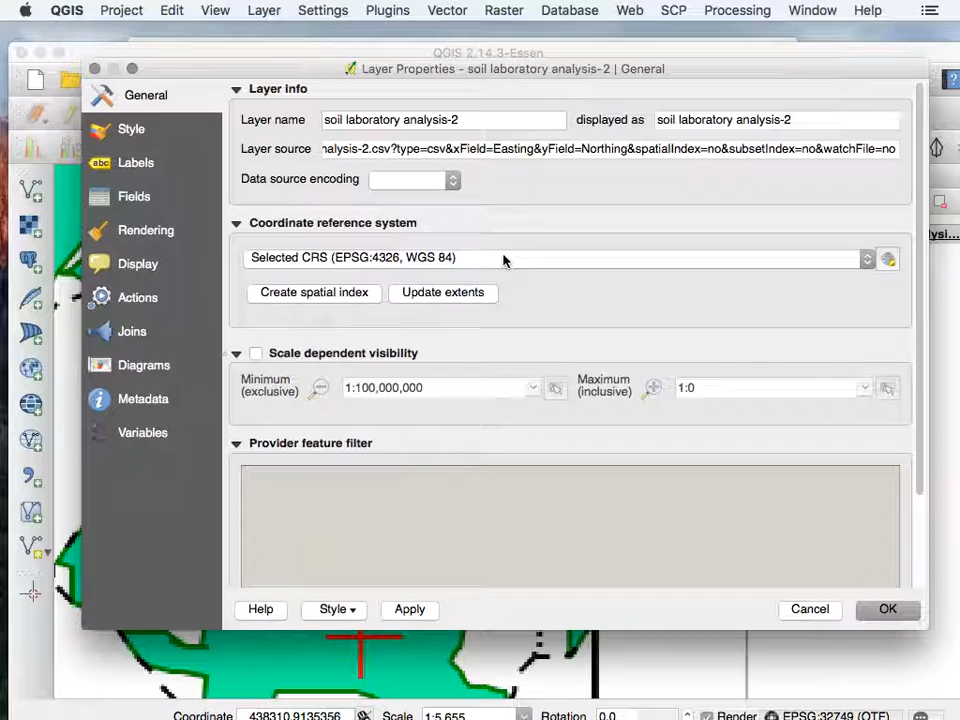 QGIS Project Edit View Layer Settings Plugins Vector Raster Database Web SCP Processing Window Help
QGIS 2.14.3-Essen
Layer Properties - soil laboratory analysis-2 | General
General
Style
abc Labels
Fields
Rendering
Display
Actions
Joins
Diagrams
Metadata
Variables
Layer info
Layer name soil laboratory analysis-2 displayed as soil laboratory analysis-2
Layer source nalysis-2.csv?type=csv&xField=Easting&yField=Northing&spatialIndex=no&subsetIndex=no&watchFile=no
Data source encoding
Coordinate reference system
Selected CRS (EPSG:4326, WGS 84)
Create spatial index Update extents
Scale dependent visibility
Minimum (exclusive) 1:100,000,000 Maximum (inclusive) 1:0
Provider feature filter
Help Style Apply Cancel OK
Coordinate 438310.9135356 Scale 1:5.655 Rotation 0.0 Render EPSG:32749 (OTF)